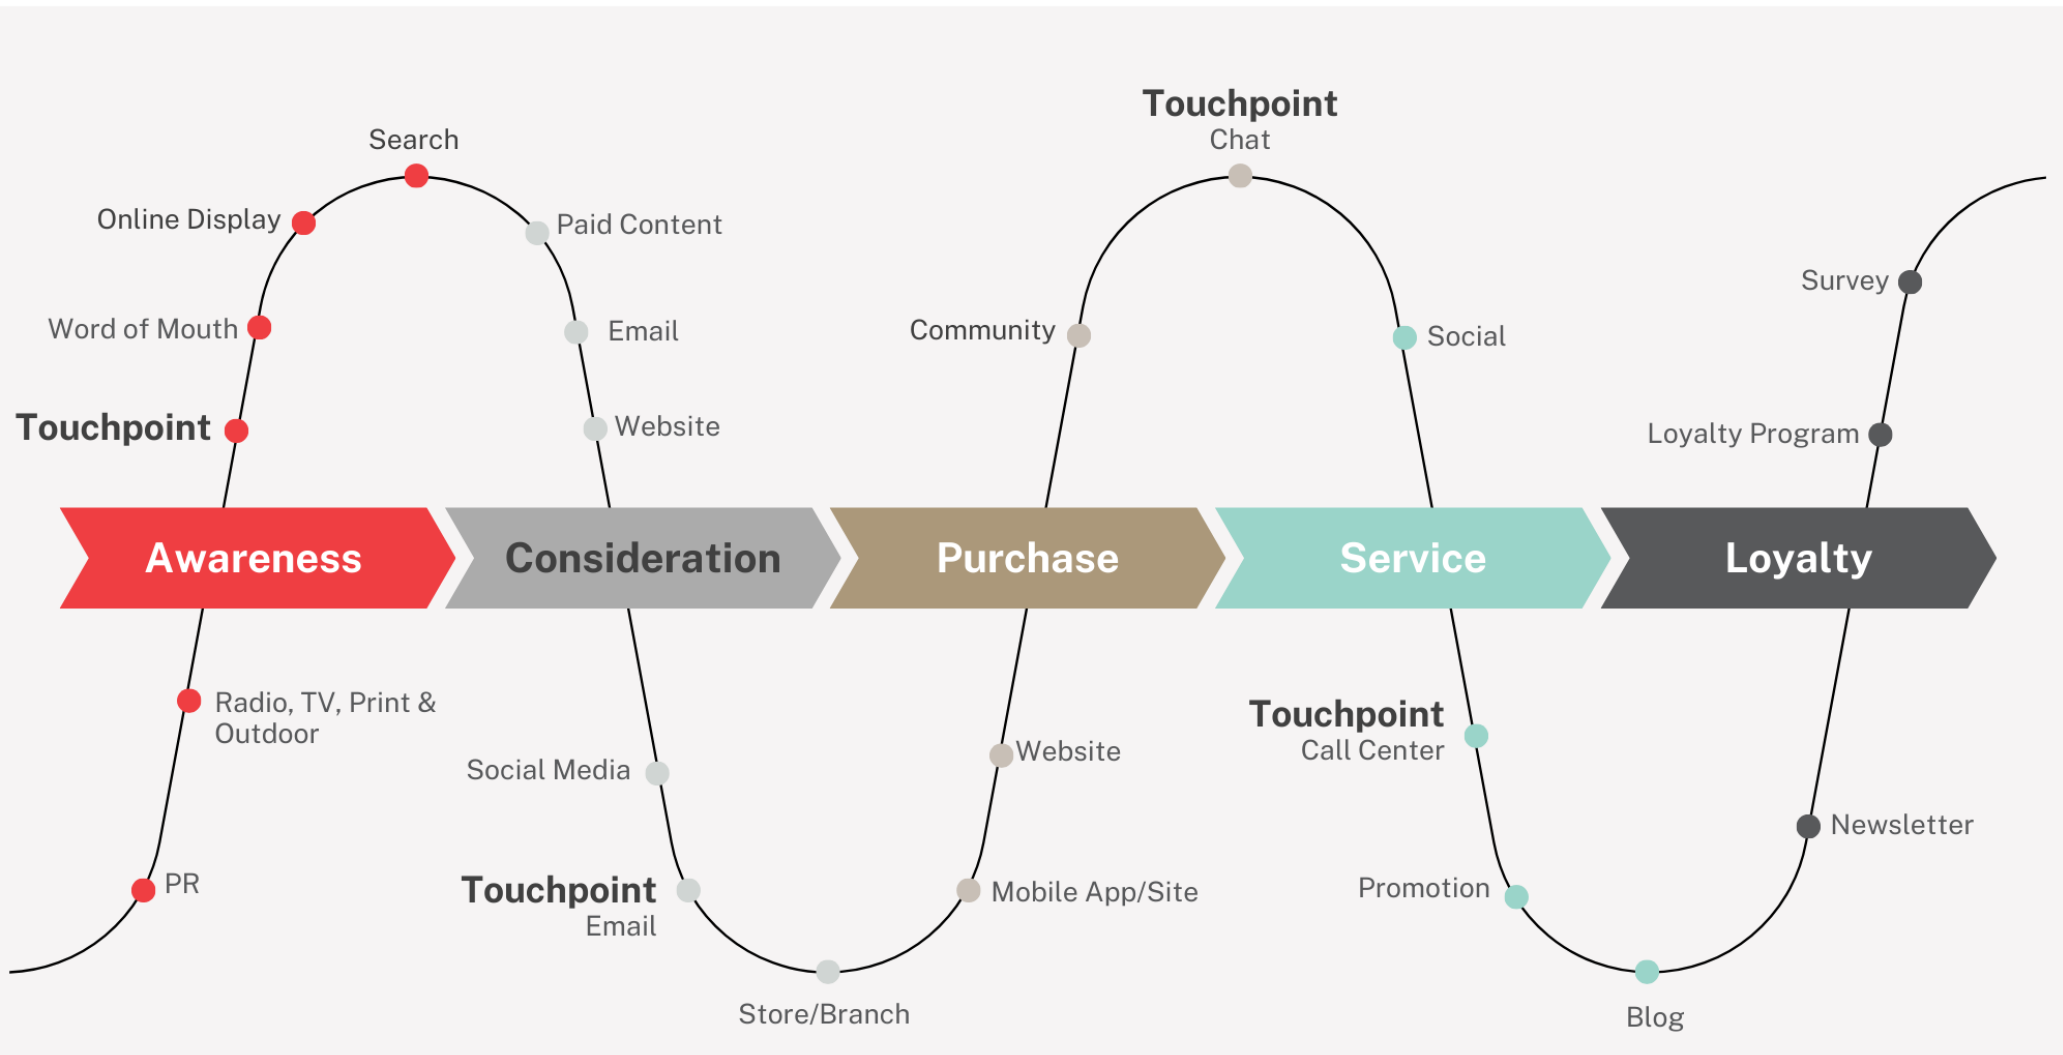 Touchpoint
Search
Chat
Online Display
Paid Content
Survey
Word of Mouth
Email
Community
Social
Touchpoint
Website
Loyalty Program
Awareness
Consideration
Purchase
Service
Loyalty
Radio, TV, Print &
Outdoor
Social Media
Website
Touchpoint
Call Center
PR
Touchpoint
Email
Mobile App/Site
Promotion
Newsletter
Store/Branch
Blog